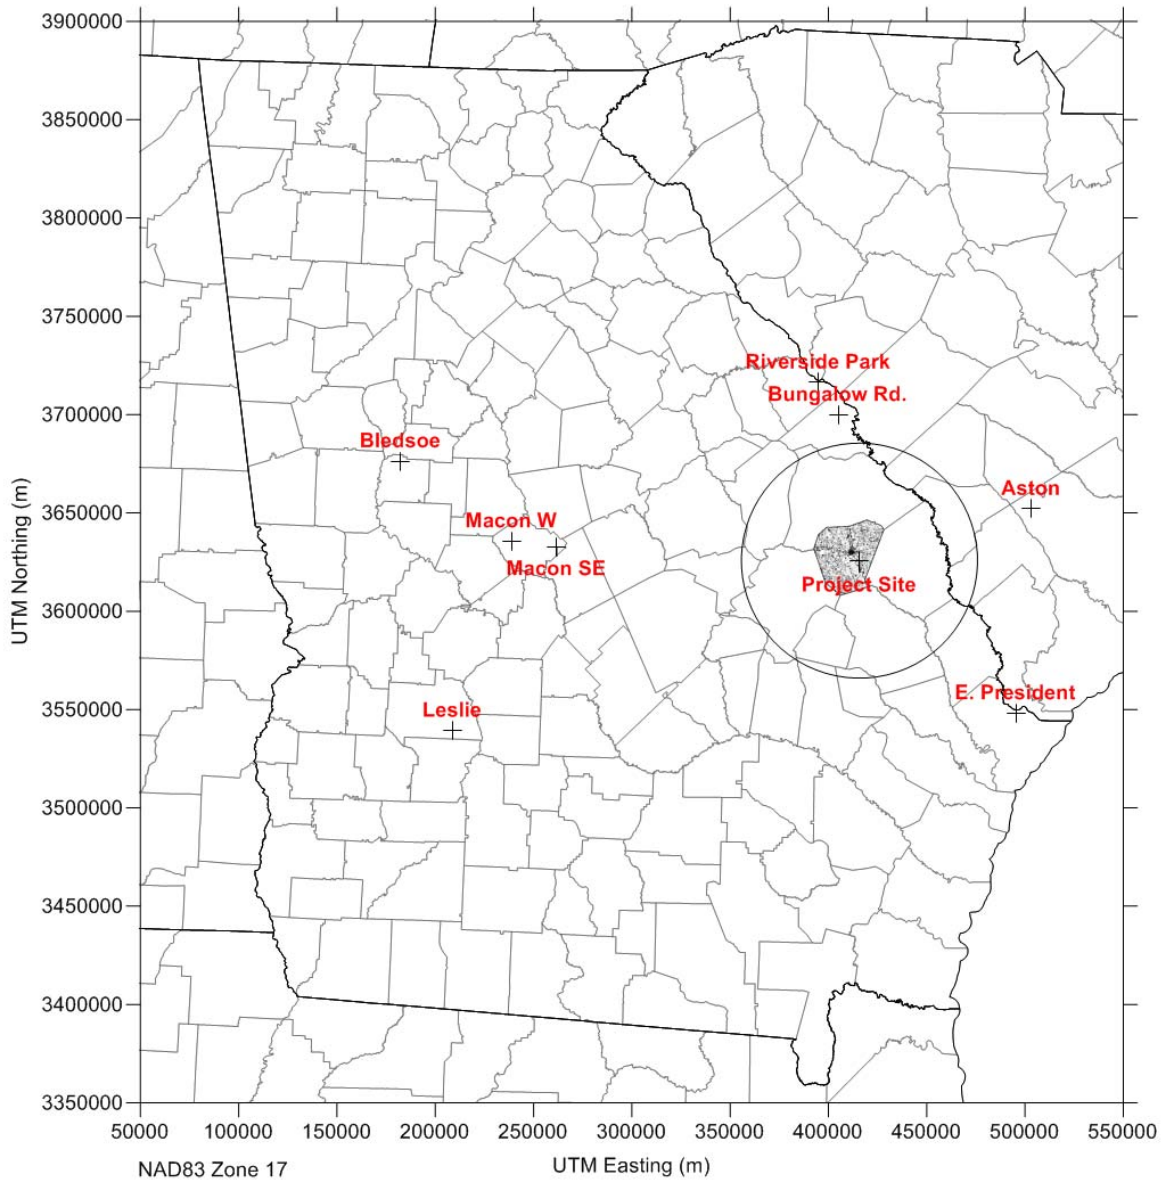 3900000
3850000
3800000
3750000
Riverside Park
Bungalow Rd.
3700000
Bledsoe
Aston
3650000
Macon W
Macon SE
Project Site
3600000
E. President
Leslie
3550000
3500000
3450000
3400000
3350000
UTM Northing (m)
50000 100000 150000 200000 250000 300000 350000 400000 450000 500000 550000
NAD83 Zone 17
UTM Easting (m)